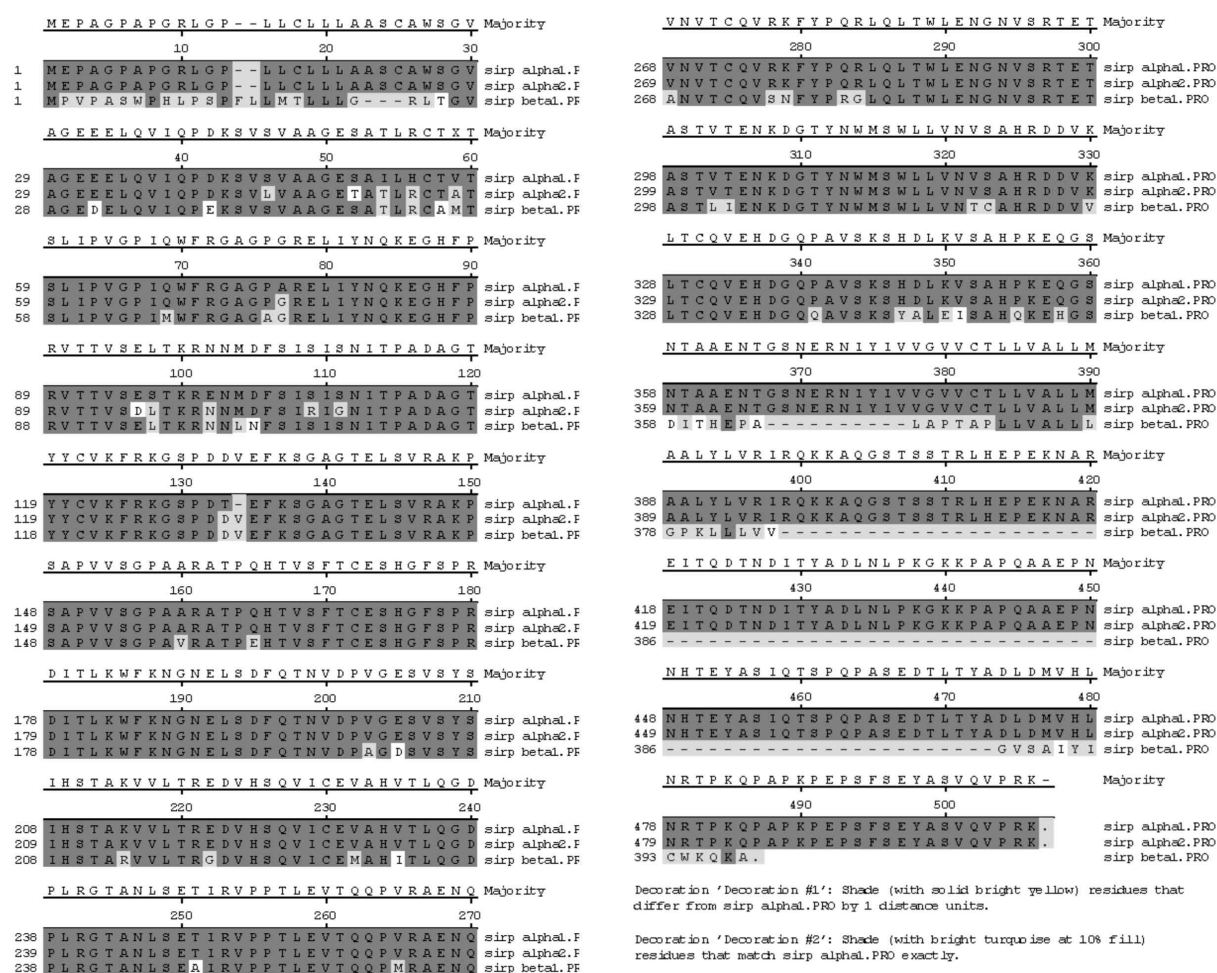 M E P A P A P G R L G P - - L L C L L L A A S C A W S G V Majority
10 20 30
1 M E P A G P A P G R L G P - - L L C L L L A A S C A W S G V sirp alpha1.P
1 M E P A G P A P G R L G P - - L L C L L L A A S C A W S G V sirp alpha2.P
1 M P V P A S W P H L P S P F L L M T L L L G - - - R L T G V sirp beta1.PF
A G E E E L Q V I Q P D K S V S V A A G E S A T L R C T X T Majority
40 50 60
29 A G E E E L Q V I Q P D K S V S V A A G E S A I L H C T V T sirp alpha1.P
29 A G E E E L Q V I Q P D K S V L V A A G E T A T L R C T A T sirp alpha2.P
28 A G E D E L Q V I Q P E K S V S V A A G E S A T L R C A M T sirp beta1.PF
S L I P V G P I Q W F R G A G P G R E L I Y N Q K E G H F P Majority
70 80 90
59 S L I P V G P I Q W F R G A G P A R E L I Y N Q K E G H F P sirp alpha1.P
59 S L I P V G P I Q W F R G A G P G R E L I Y N Q K E G H F P sirp alpha2.P
58 S L I P V G P I M W F R G A G A G R E L I Y N Q K E G H F P sirp beta1.PF
R V T T V S E L T K R N N M D F S I S I S N I T P A D A G T Majority
100 110 120
89 R V T T V S E S T K R E N M D F S I S I S N I T P A D A G T sirp alpha1.P
89 R V T T V S D L T K R N N M D F S I R I G N I T P A D A G T sirp alpha2.P
88 R V T T V S E L T K R N N L N F S I S I S N I T P A D A G T sirp beta1.PF
Y Y C V K F R K G S P D D V E F K S G A G T E L S V R A K P Majority
130 140 150
119 Y Y C V K F R K G S P D T - E F K S G A G T E L S V R A K P sirp alpha1.P
119 Y Y C V K F R K G S P D D V E F K S G A G T E L S V R A K P sirp alpha2.P
118 Y Y C V K F R K G S P D D V E F K S G A G T E L S V R A K P sirp beta1.PF
S A P V V S G P A A R A T P Q H T V S F T C E S H G F S P R Majority
160 170 180
148 S A P V V S G P A A R A T P Q H T V S F T C E S H G F S P R sirp alpha1.P
149 S A P V V S G P A A R A T P Q H T V S F T C E S H G F S P R sirp alpha2.P
148 S A P V V S G P A V R A T P E H T V S F T C E S H G F S P R sirp beta1.PF
D I T L K W F K N G N E L S D F Q T N V D P V G E S V S Y S Majority
190 200 210
178 D I T L K W F K N G N E L S D F Q T N V D P V G E S V S Y S sirp alpha1.P
179 D I T L K W F K N G N E L S D F Q T N V D P V G E S V S Y S sirp alpha2.P
178 D I T L K W F K N G N E L S D F Q T N V D P A G D S V S Y S sirp beta1.PF
I H S T A K V V L T R E D V H S Q V I C E V A H V T L Q G D Majority
220 230 240
208 I H S T A K V V L T R E D V H S Q V I C E V A H V T L Q G D sirp alpha1.P
209 I H S T A K V V L T R E D V H S Q V I C E V A H V T L Q G D sirp alpha2.P
208 I H S T A R V V L T R G D V H S Q V I C E M A H I T L Q G D sirp beta1.PF
P L R G T A N L S E T I R V P P T L E V T Q Q P V R A E N Q Majority
250 260 270
238 P L R G T A N L S E T I R V P P T L E V T Q Q P V R A E N Q sirp alpha1.P
239 P L R G T A N L S E T I R V P P T L E V T Q Q P V R A E N Q sirp alpha2.P
238 P L R G T A N L S E A I R V P P T L E V T Q Q P M R A E N Q sirp beta1.PF
V N V T C Q V R K F Y P Q R L Q L T W L E N G N V S R T E T Majority
280 290 300
268 V N V T C Q V R K F Y P Q R L Q L T W L E N G N V S R T E T sirp alpha1.PRO
269 V N V T C Q V R K F Y P Q R L Q L T W L E N G N V S R T E T sirp alpha2.PRO
268 A N V T C Q V S N F Y P R G L Q L T W L E N G N V S R T E T sirp beta1.PRO
A S T V T E N K D G T Y N W M S W L L V N V S A H R D D V K Majority
310 320 330
298 A S T V T E N K D G T Y N W M S W L L V N V S A H R D D V K sirp alpha1.PRO
299 A S T V T E N K D G T Y N W M S W L L V N V S A H R D D V K sirp alpha2.PRO
298 A S T L I E N K D G T Y N W M S W L L V N T C A H R D D V V sirp beta1.PRO
L T C Q V E H D G Q P A V S K S H D L K V S A H P K E Q G S Majority
340 350 360
328 L T C Q V E H D G Q P A V S K S H D L K V S A H P K E Q G S sirp alpha1.PRO
329 L T C Q V E H D G Q P A V S K S H D L K V S A H P K E Q G S sirp alpha2.PRO
328 L T C Q V E H D G Q Q A V S K S Y A L E I S A H Q K E H G S sirp beta1.PRO
N T A A E N T G S N E R N I Y I V V G V V C T L L V A L L M Majority
370 380 390
358 N T A A E N T G S N E R N I Y I V V G V V C T L L V A L L M sirp alpha1.PRO
359 N T A A E N T G S N E R N I Y I V V G V V C T L L V A L L M sirp alpha2.PRO
358 D I T H E P A - - - - - - - - - - L A P T A P L L V A L L L sirp beta1.PRO
A A L Y L V R I R Q K K A Q G S T S S T R L H E P E K N A R Majority
400 410 420
388 A A L Y L V R I R Q K K A Q G S T S S T R L H E P E K N A R sirp alpha1.PRO
389 A A L Y L V R I R Q K K A Q G S T S S T R L H E P E K N A R sirp alpha2.PRO
378 G P K L L L V V - - - - - - - - - - - - - - - - - - - - - - sirp beta1.PRO
E I T Q D T N D I T Y A D L N L P K G K K P A P Q A A E P N Majority
430 440 450
418 E I T Q D T N D I T Y A D L N L P K G K K P A P Q A A E P N sirp alpha1.PRO
419 E I T Q D T N D I T Y A D L N L P K G K K P A P Q A A E P N sirp alpha2.PRO
386 - - - - - - - - - - - - - - - - - - - - - - - - - - - - - - sirp beta1.PRO
N H T E Y A S I Q T S P Q P A S E D T L T Y A D L D M V H L Majority
460 470 480
448 N H T E Y A S I Q T S P Q P A S E D T L T Y A D L D M V H L sirp alpha1.PRO
449 N H T E Y A S I Q T S P Q P A S E D T L T Y A D L D M V H L sirp alpha2.PRO
386 - - - - - - - - - - - - - - - - - - - - - - - G V S A I Y I sirp beta1.PRO
N R T P K Q P A P K P E P S F S E Y A S V Q V P R K - Majority
490 500
478 N R T P K Q P A P K P E P S F S E Y A S V Q V P R K . sirp alpha1.PRO
479 N R T P K Q P A P K P E P S F S E Y A S V Q V P R K . sirp alpha2.PRO
393 C W K Q K A . sirp beta1.PRO
Decoration 'Decoration #1': Shade (with solid bright yellow) residues that
differ from sirp alpha1.PRO by 1 distance units.
Decoration 'Decoration #2': Shade (with bright turquoise at 10% fill)
residues that match sirp alpha1.PRO exactly.